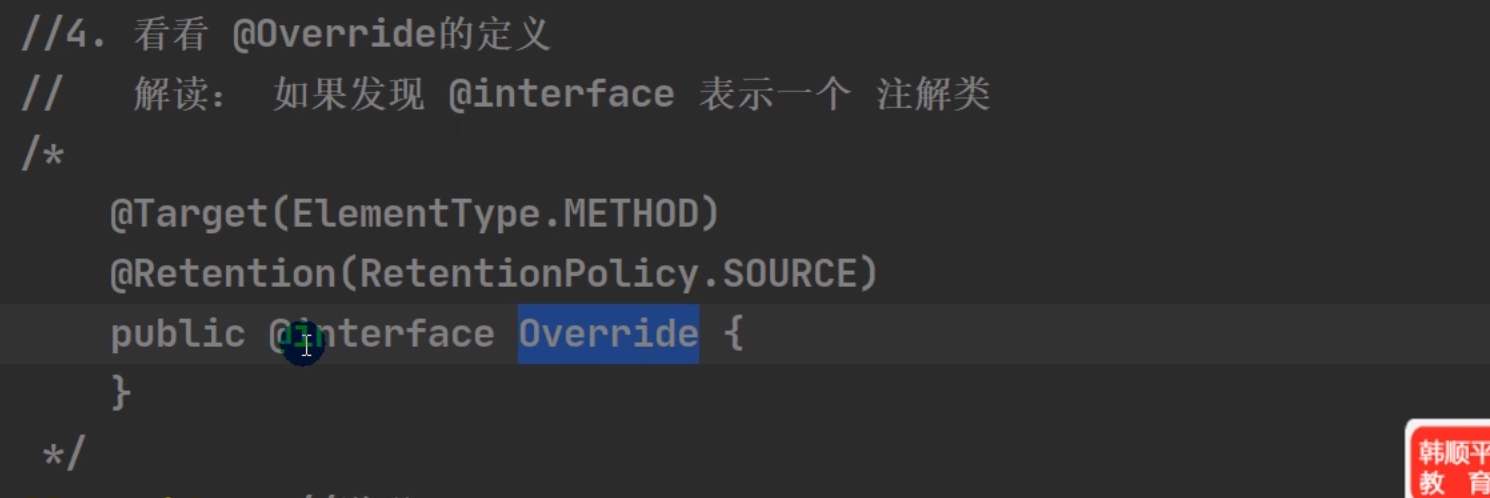 //4. 看看 @Override的定义
//   解读： 如果发现 @interface 表示一个 注解类
/*
    @Target(ElementType.METHOD)
    @Retention(RetentionPolicy.SOURCE)
    public @interface Override {
    }
 */
韩顺平
教 育